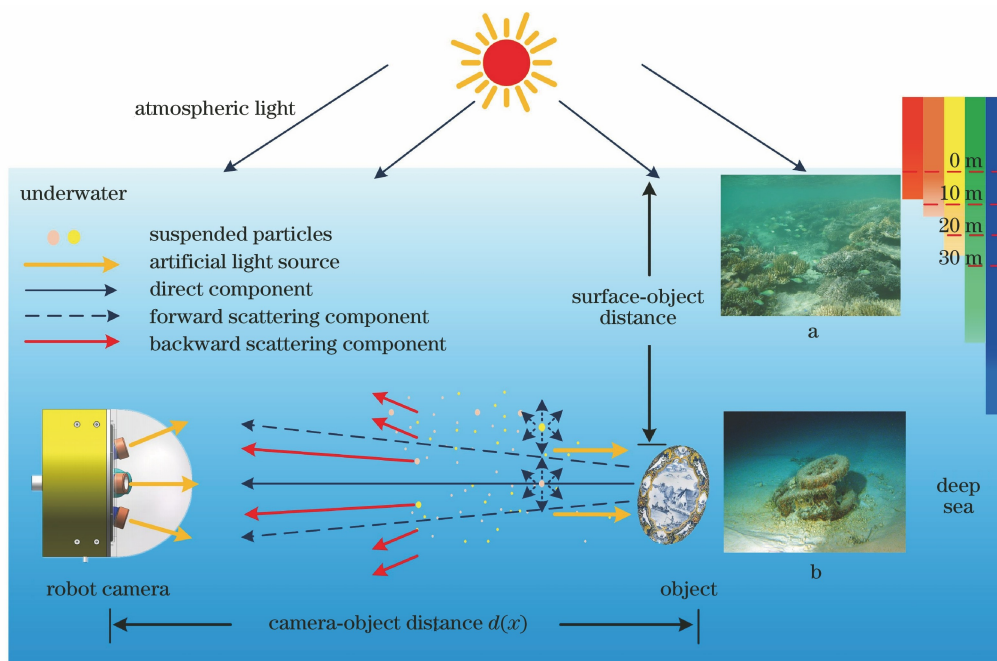 atmospheric light
underwater
suspended particles
artificial light source
direct component
forward scattering component
backward scattering component
surface-object
distance
0 m
10 m
20 m
30 m
a
robot camera
object
deep
sea
b
camera-object distance d(x)